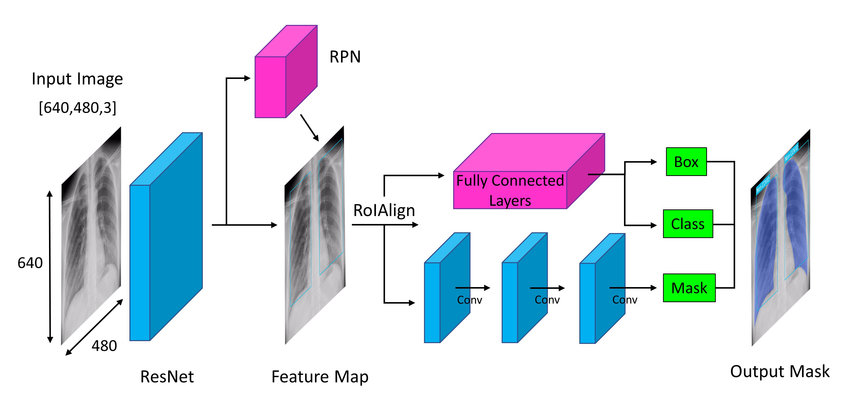 Input Image
[640,480,3]
640
480
ResNet
RPN
Feature Map
RoIAlign
Fully Connected
Layers
Conv
Conv
Conv
Box
Class
Mask
Output Mask